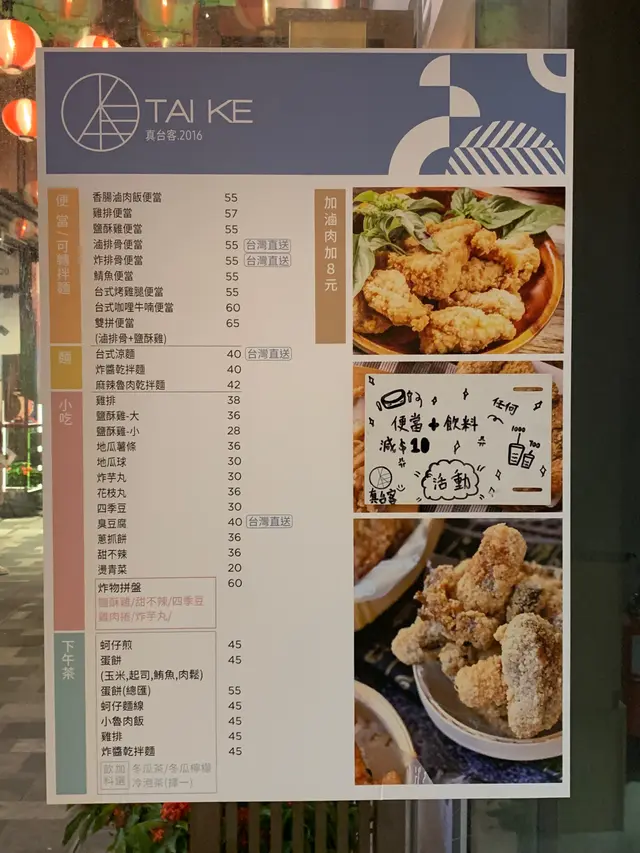 TAI KE
真台客.2016
便當/可轉拌麵
香腸滷肉飯便當 55
雞排便當 57
鹽酥雞便當 55
滷排骨便當 55 台灣直送
炸排骨便當 55 台灣直送
鯖魚便當 55
台式烤雞腿便當 55
台式咖哩牛喃便當 60
雙拼便當 65
(滷排骨+鹽酥雞)
加滷肉加8元
麵
台式涼麵 40 台灣直送
炸醬乾拌麵 40
麻辣魯肉乾拌麵 42
小吃
雞排 38
鹽酥雞-大 36
鹽酥雞-小 28
地瓜薯條 36
地瓜球 30
炸芋丸 30
花枝丸 36
四季豆 30
臭豆腐 40 台灣直送
蔥抓餅 36
甜不辣 36
燙青菜 20
炸物拼盤 60
鹽酥雞/甜不辣/四季豆
雞肉捲/炸芋丸/
下午茶
蚵仔煎 45
蛋餅 45
(玉米,起司,鮪魚,肉鬆)
蛋餅(總匯) 55
蚵仔麵線 45
小魯肉飯 45
雞排 45
炸醬乾拌麵 45
飲加料選
冬瓜茶/冬瓜檸檬
冷泡茶(擇一)
任何
便當+飲料
減$10
1000
700
活動
真台客